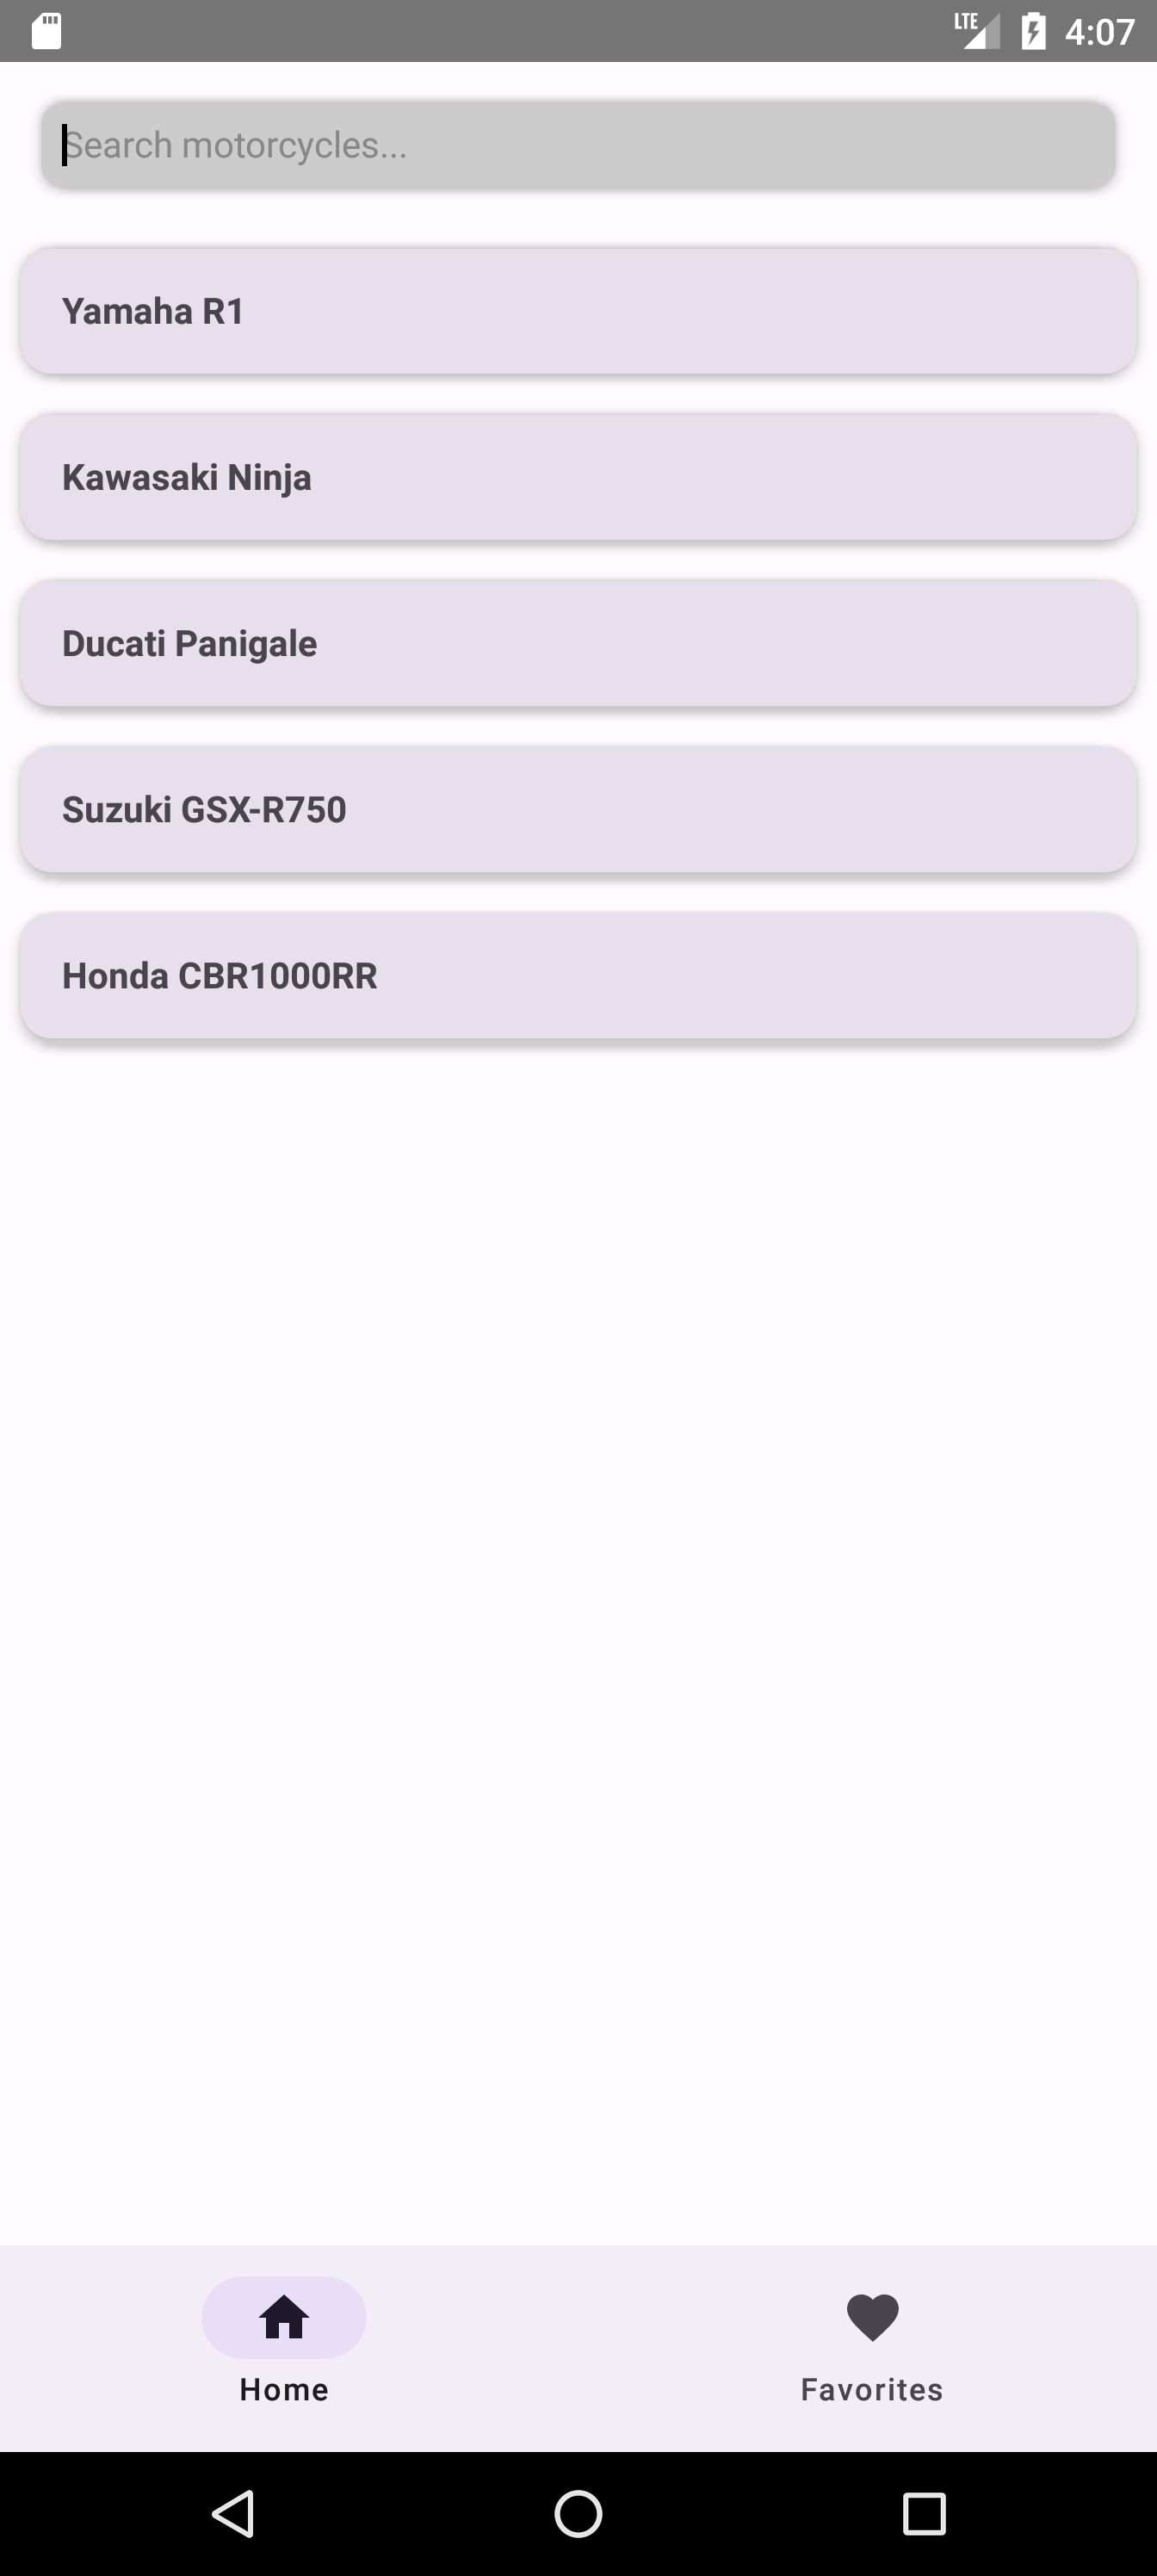 LTE 4:07
Search motorcycles...
Yamaha R1
Kawasaki Ninja
Ducati Panigale
Suzuki GSX-R750
Honda CBR1000RR
Home Favorites